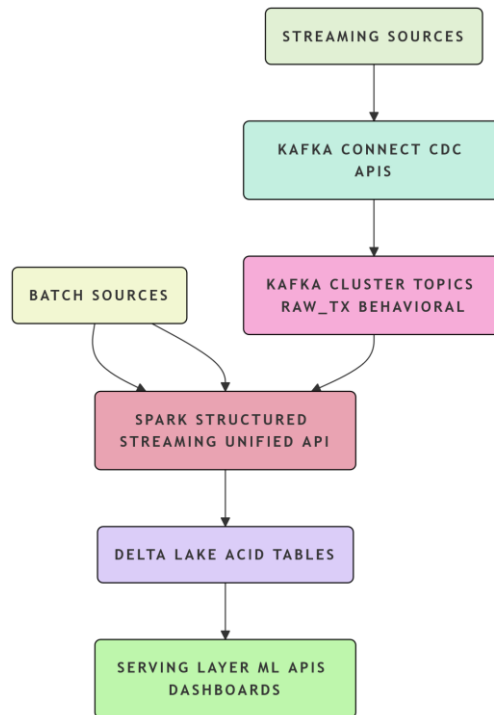 STREAMING SOURCES
KAFKA CONNECT CDC
APIS
KAFKA CLUSTER TOPICS
RAW_TX BEHAVIORAL
BATCH SOURCES
SPARK STRUCTURED
STREAMING UNIFIED API
DELTA LAKE ACID TABLES
SERVING LAYER ML APIS
DASHBOARDS